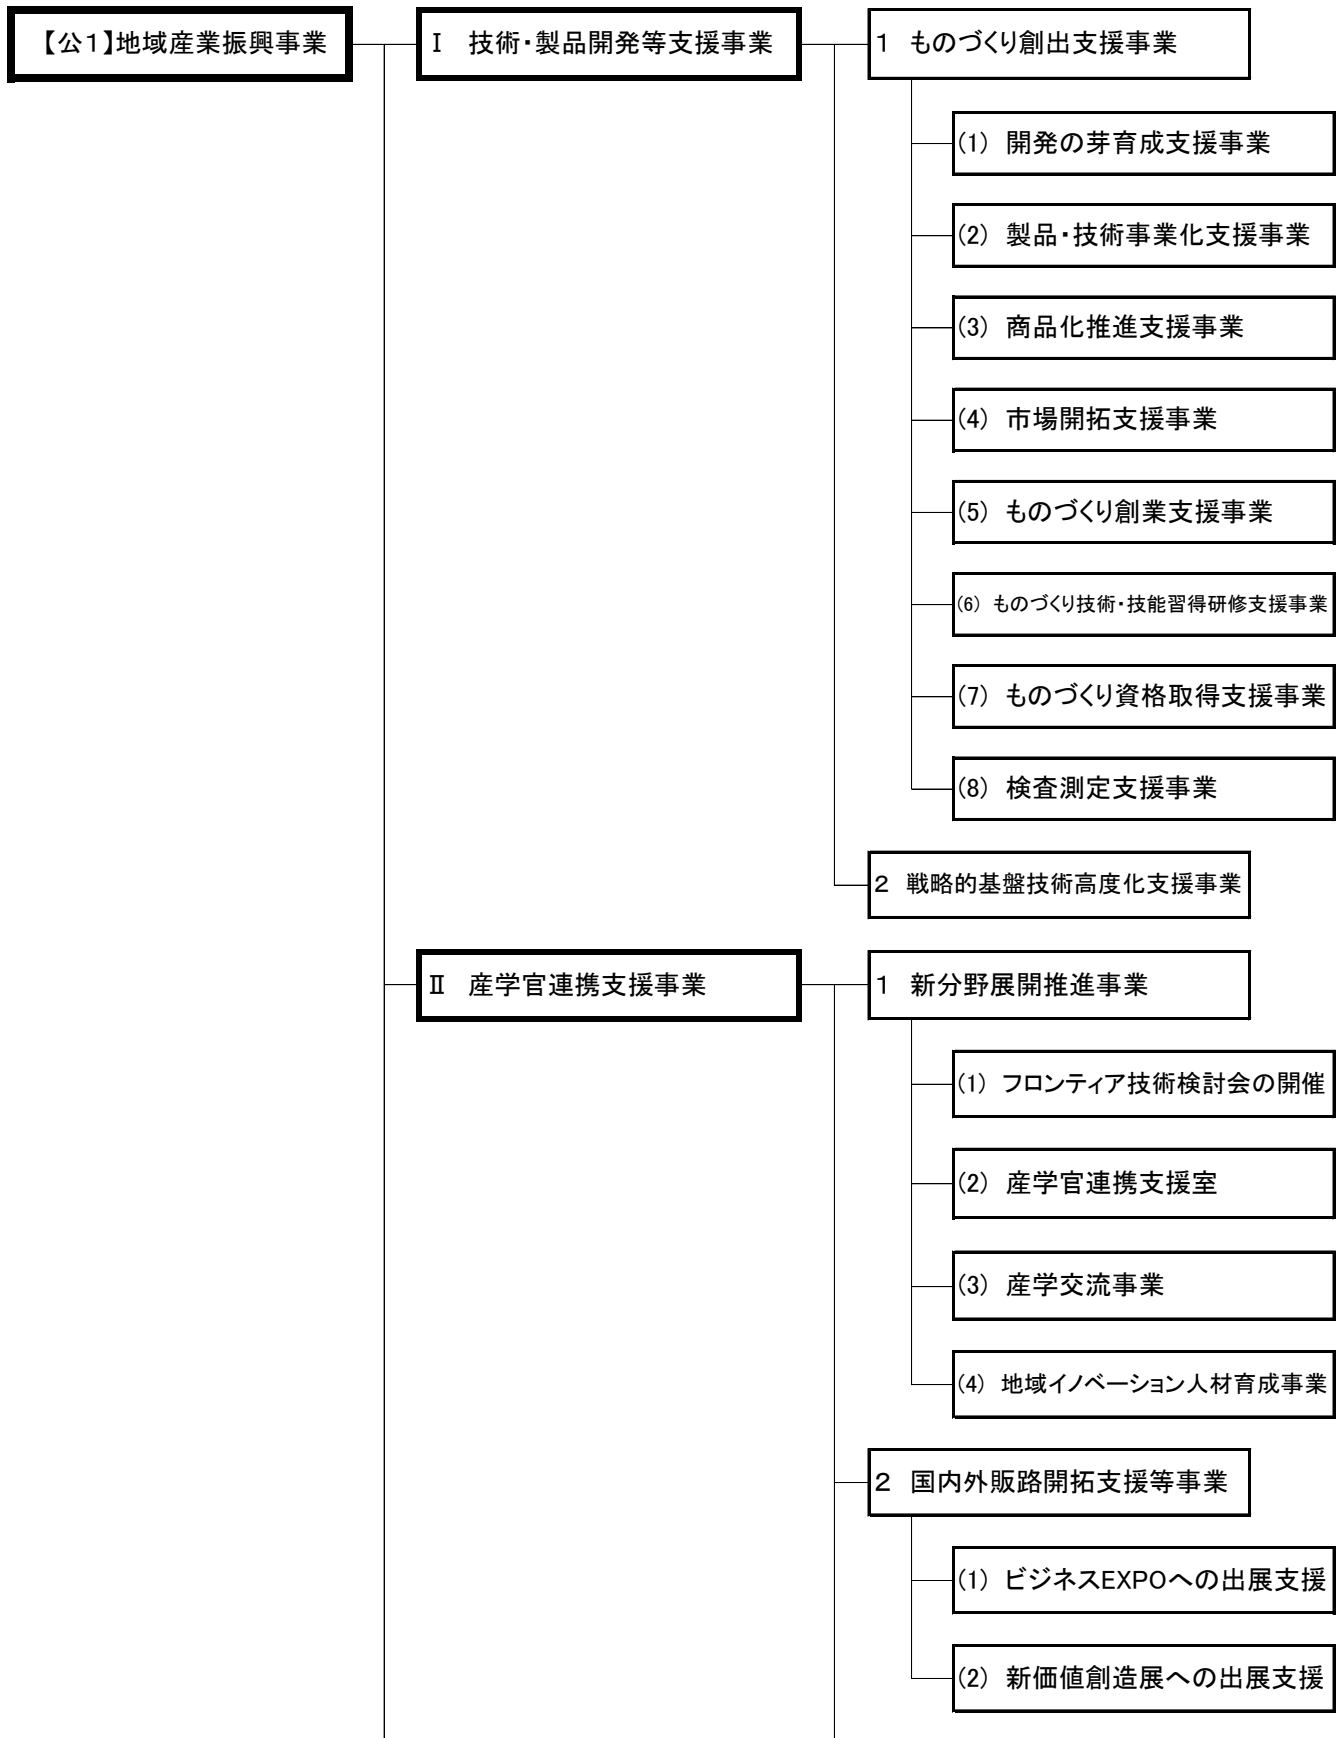 【公１】地域産業振興事業
Ⅰ　技術・製品開発等支援事業
１　ものづくり創出支援事業
(1)　開発の芽育成支援事業
(2)　製品・技術事業化支援事業
(3)　商品化推進支援事業
(4)　市場開拓支援事業
(5)　ものづくり創業支援事業
(6)　ものづくり技術・技能習得研修支援事業
(7)　ものづくり資格取得支援事業
(8)　検査測定支援事業
２　戦略的基盤技術高度化支援事業
Ⅱ　産学官連携支援事業
１　新分野展開推進事業
(1)　フロンティア技術検討会の開催
(2)　産学官連携支援室
(3)　産学交流事業
(4)　地域イノベーション人材育成事業
２　国内外販路開拓支援等事業
(1)　ビジネスEXPOへの出展支援
(2)　新価値創造展への出展支援